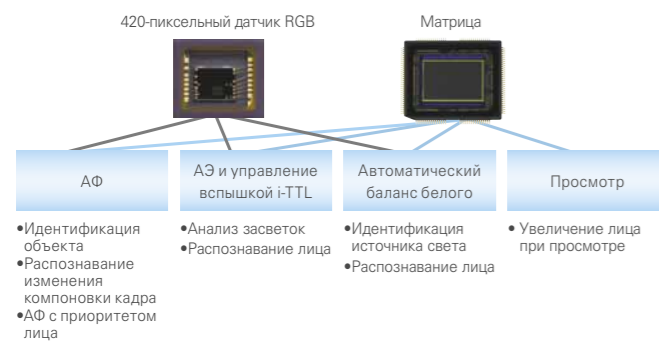 420-пиксельный датчик RGB
Матрица
АФ
АЭ и управление
вспышкой i-TTL
Автоматический
баланс белого
Просмотр
•Идентификация
объекта
•Распознавание
изменения
компоновки кадра
•АФ с приоритетом
лица
•Анализ засветок
•Распознавание лица
•Идентификация
источника света
•Распознавание лица
• Увеличение лица
при просмотре